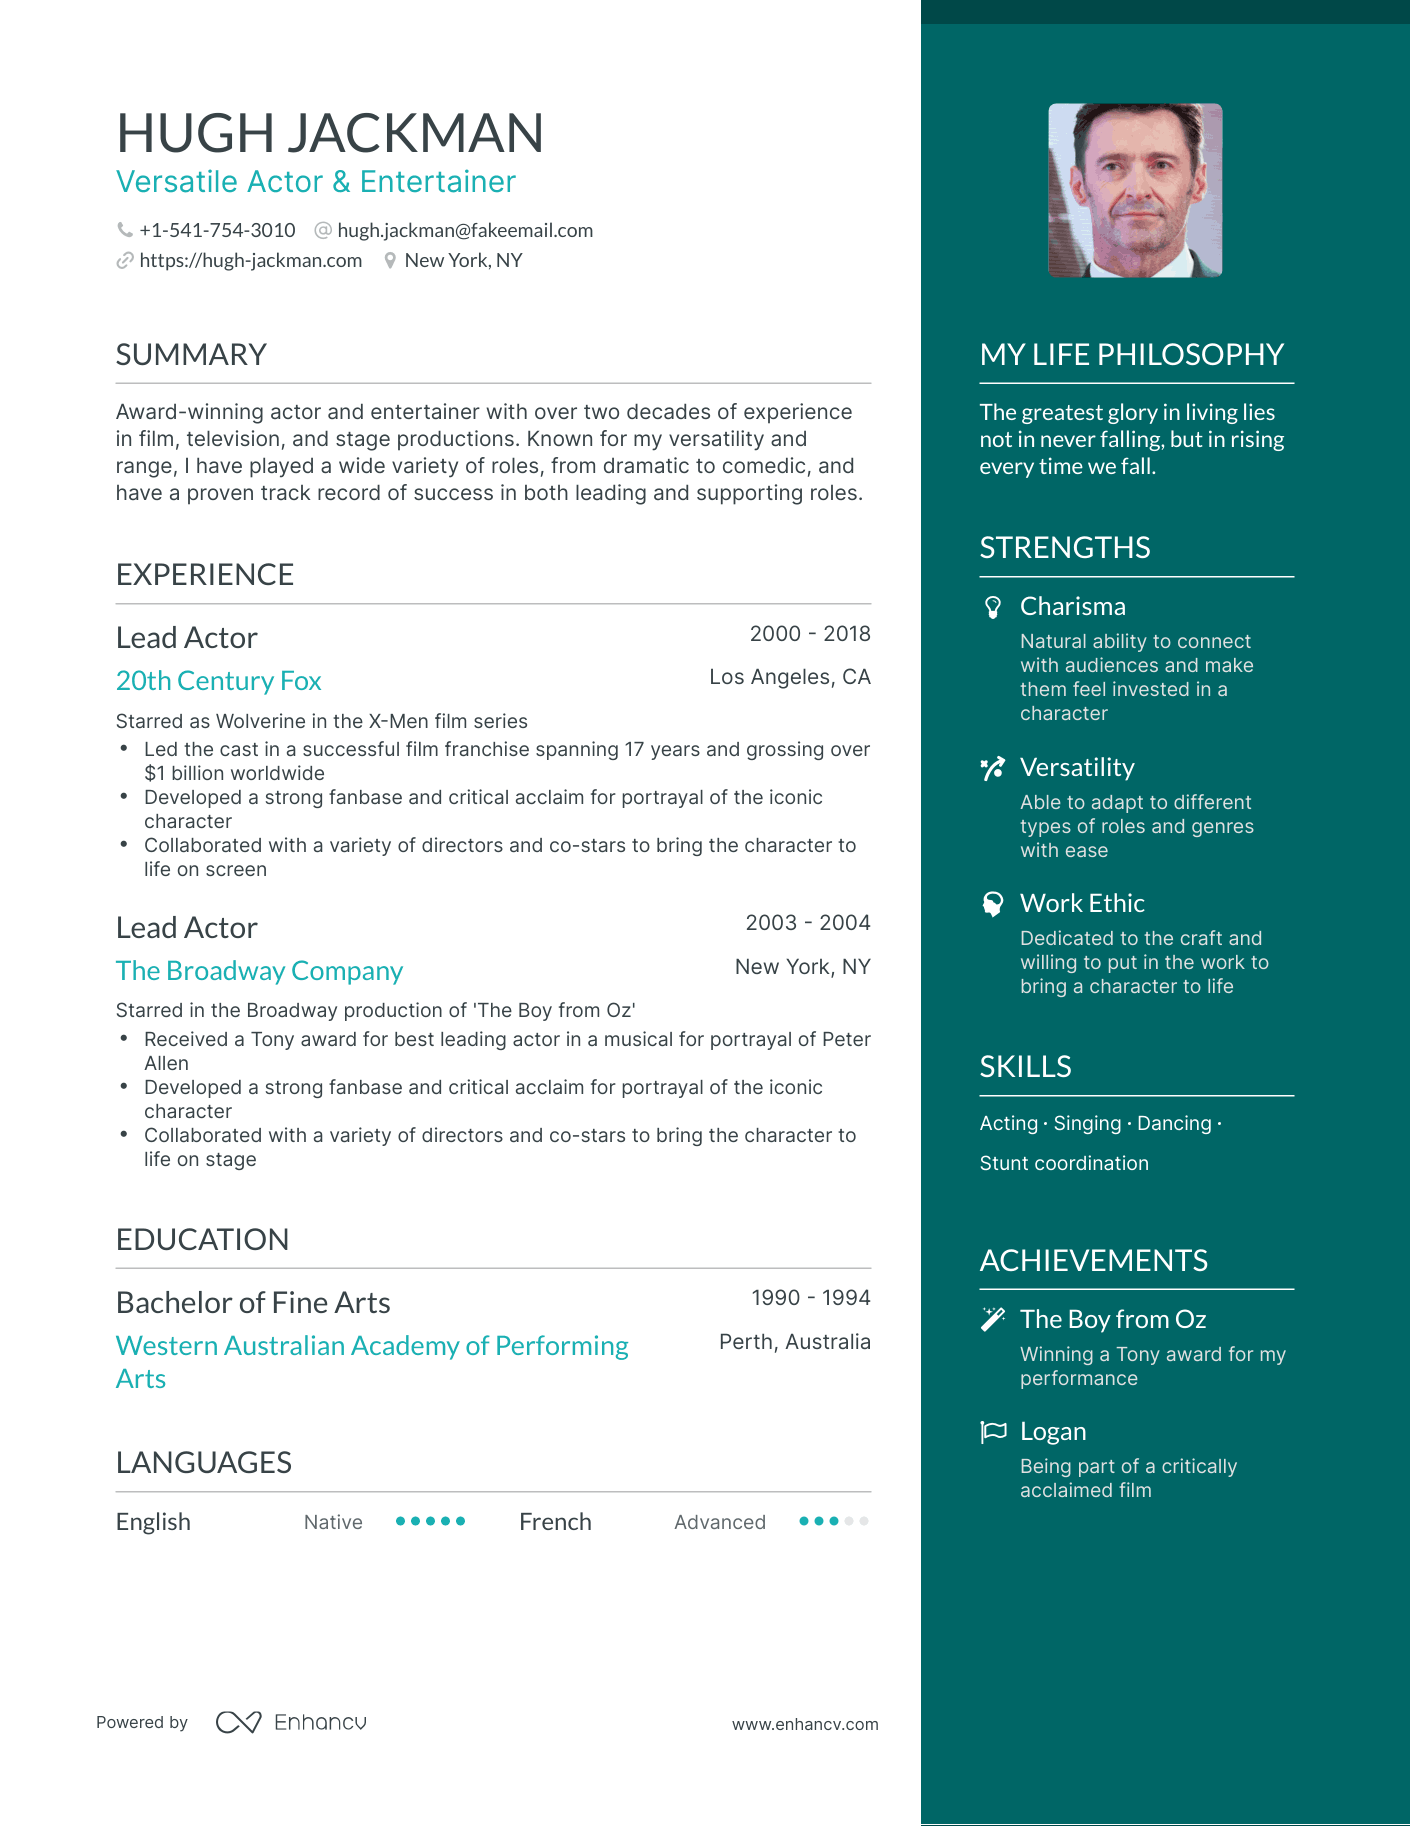 HUGH JACKMAN
Versatile Actor & Entertainer
+1-541-754-3010 hugh.jackman@fakeemail.com
https://hugh-jackman.com New York, NY
SUMMARY
Award-winning actor and entertainer with over two decades of experience
in film, television, and stage productions. Known for my versatility and
range, I have played a wide variety of roles, from dramatic to comedic, and
have a proven track record of success in both leading and supporting roles.
EXPERIENCE
Lead Actor 2000 - 2018
20th Century Fox Los Angeles, CA
Starred as Wolverine in the X-Men film series
• Led the cast in a successful film franchise spanning 17 years and grossing over
$1 billion worldwide
• Developed a strong fanbase and critical acclaim for portrayal of the iconic
character
• Collaborated with a variety of directors and co-stars to bring the character to
life on screen
Lead Actor 2003 - 2004
The Broadway Company New York, NY
Starred in the Broadway production of 'The Boy from Oz'
• Received a Tony award for best leading actor in a musical for portrayal of Peter
Allen
• Developed a strong fanbase and critical acclaim for portrayal of the iconic
character
• Collaborated with a variety of directors and co-stars to bring the character to
life on stage
EDUCATION
Bachelor of Fine Arts 1990 - 1994
Western Australian Academy of Performing Perth, Australia
Arts
LANGUAGES
English Native French Advanced
MY LIFE PHILOSOPHY
The greatest glory in living lies
not in never falling, but in rising
every time we fall.
STRENGTHS
Charisma
Natural ability to connect
with audiences and make
them feel invested in a
character
Versatility
Able to adapt to different
types of roles and genres
with ease
Work Ethic
Dedicated to the craft and
willing to put in the work to
bring a character to life
SKILLS
Acting · Singing · Dancing ·
Stunt coordination
ACHIEVEMENTS
The Boy from Oz
Winning a Tony award for my
performance
Logan
Being part of a critically
acclaimed film
Powered by Enhancv www.enhancv.com